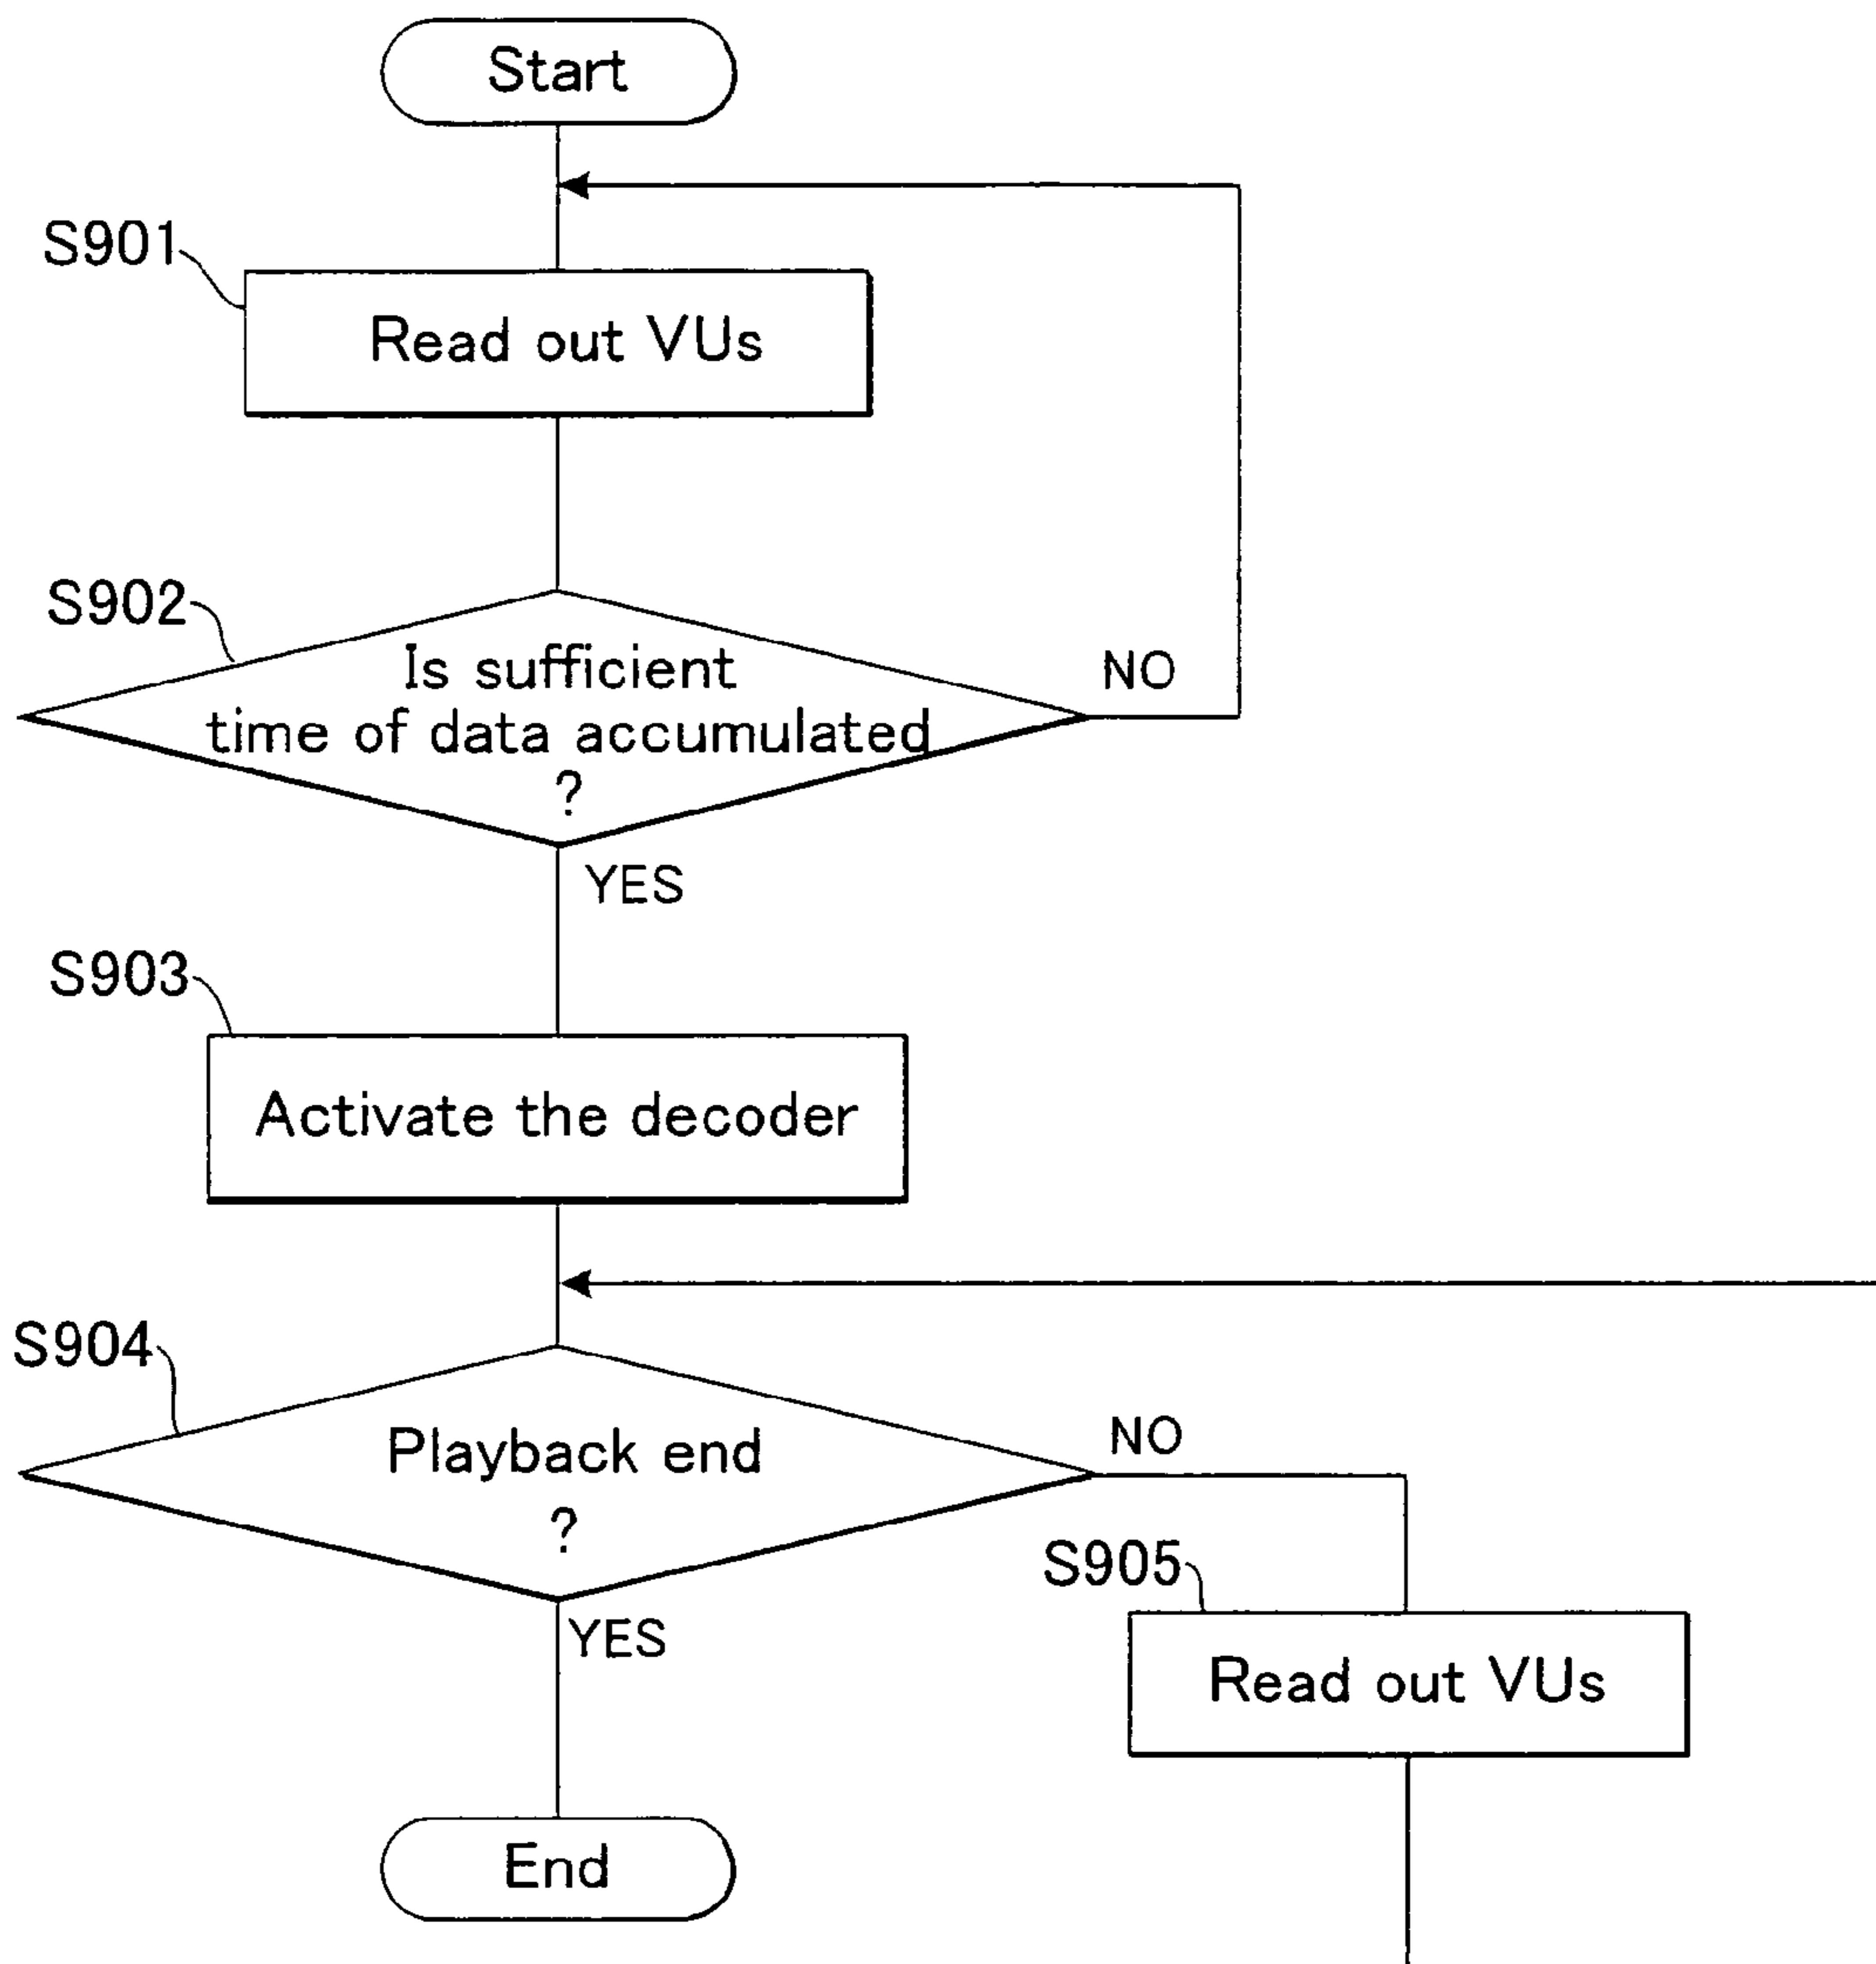 Start
S901
Read out VUs
S902
Is sufficient
time of data accumulated
?
NO
YES
S903
Activate the decoder
S904
Playback end
?
NO
YES
S905
Read out VUs
End